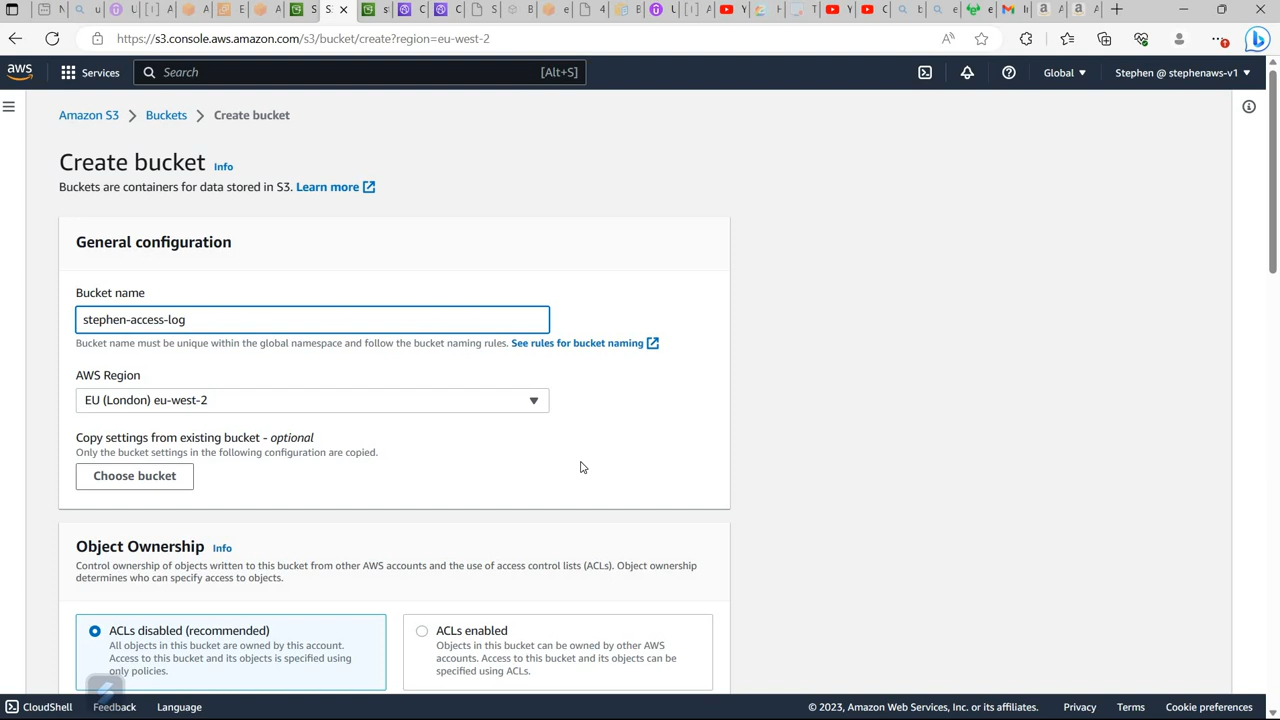 https://s3.console.aws.amazon.com/s3/bucket/create?region=eu-west-2
aws
Services
Search
[Alt+S]
Global
Stephen @ stephenaws-v1
Amazon S3
Buckets
Create bucket
Create bucket Info
Buckets are containers for data stored in S3. Learn more
General configuration
Bucket name
stephen-access-log
Bucket name must be unique within the global namespace and follow the bucket naming rules. See rules for bucket naming
AWS Region
EU (London) eu-west-2
Copy settings from existing bucket - optional
Only the bucket settings in the following configuration are copied.
Choose bucket
Object Ownership Info
Control ownership of objects written to this bucket from other AWS accounts and the use of access control lists (ACLs). Object ownership
determines who can specify access to objects.
ACLs disabled (recommended)
All objects in this bucket are owned by this account.
Access to this bucket and its objects is specified using
only policies.
ACLs enabled
Objects in this bucket can be owned by other AWS
accounts. Access to this bucket and its objects can be
specified using ACLs.
CloudShell
Feedback
Language
© 2023, Amazon Web Services, Inc. or its affiliates.
Privacy
Terms
Cookie preferences